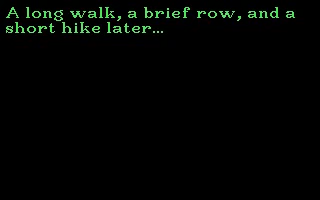 A long walk, a brief row, and a
short hike later...